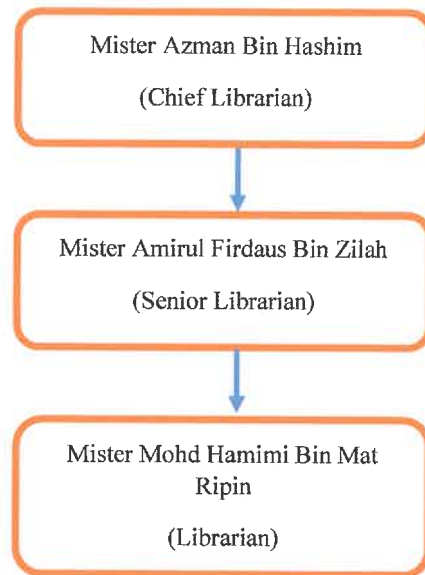 Mister Azman Bin Hashim
(Chief Librarian)
Mister Amirul Firdaus Bin Zilah
(Senior Librarian)
Mister Mohd Hamimi Bin Mat
Ripin
(Librarian)